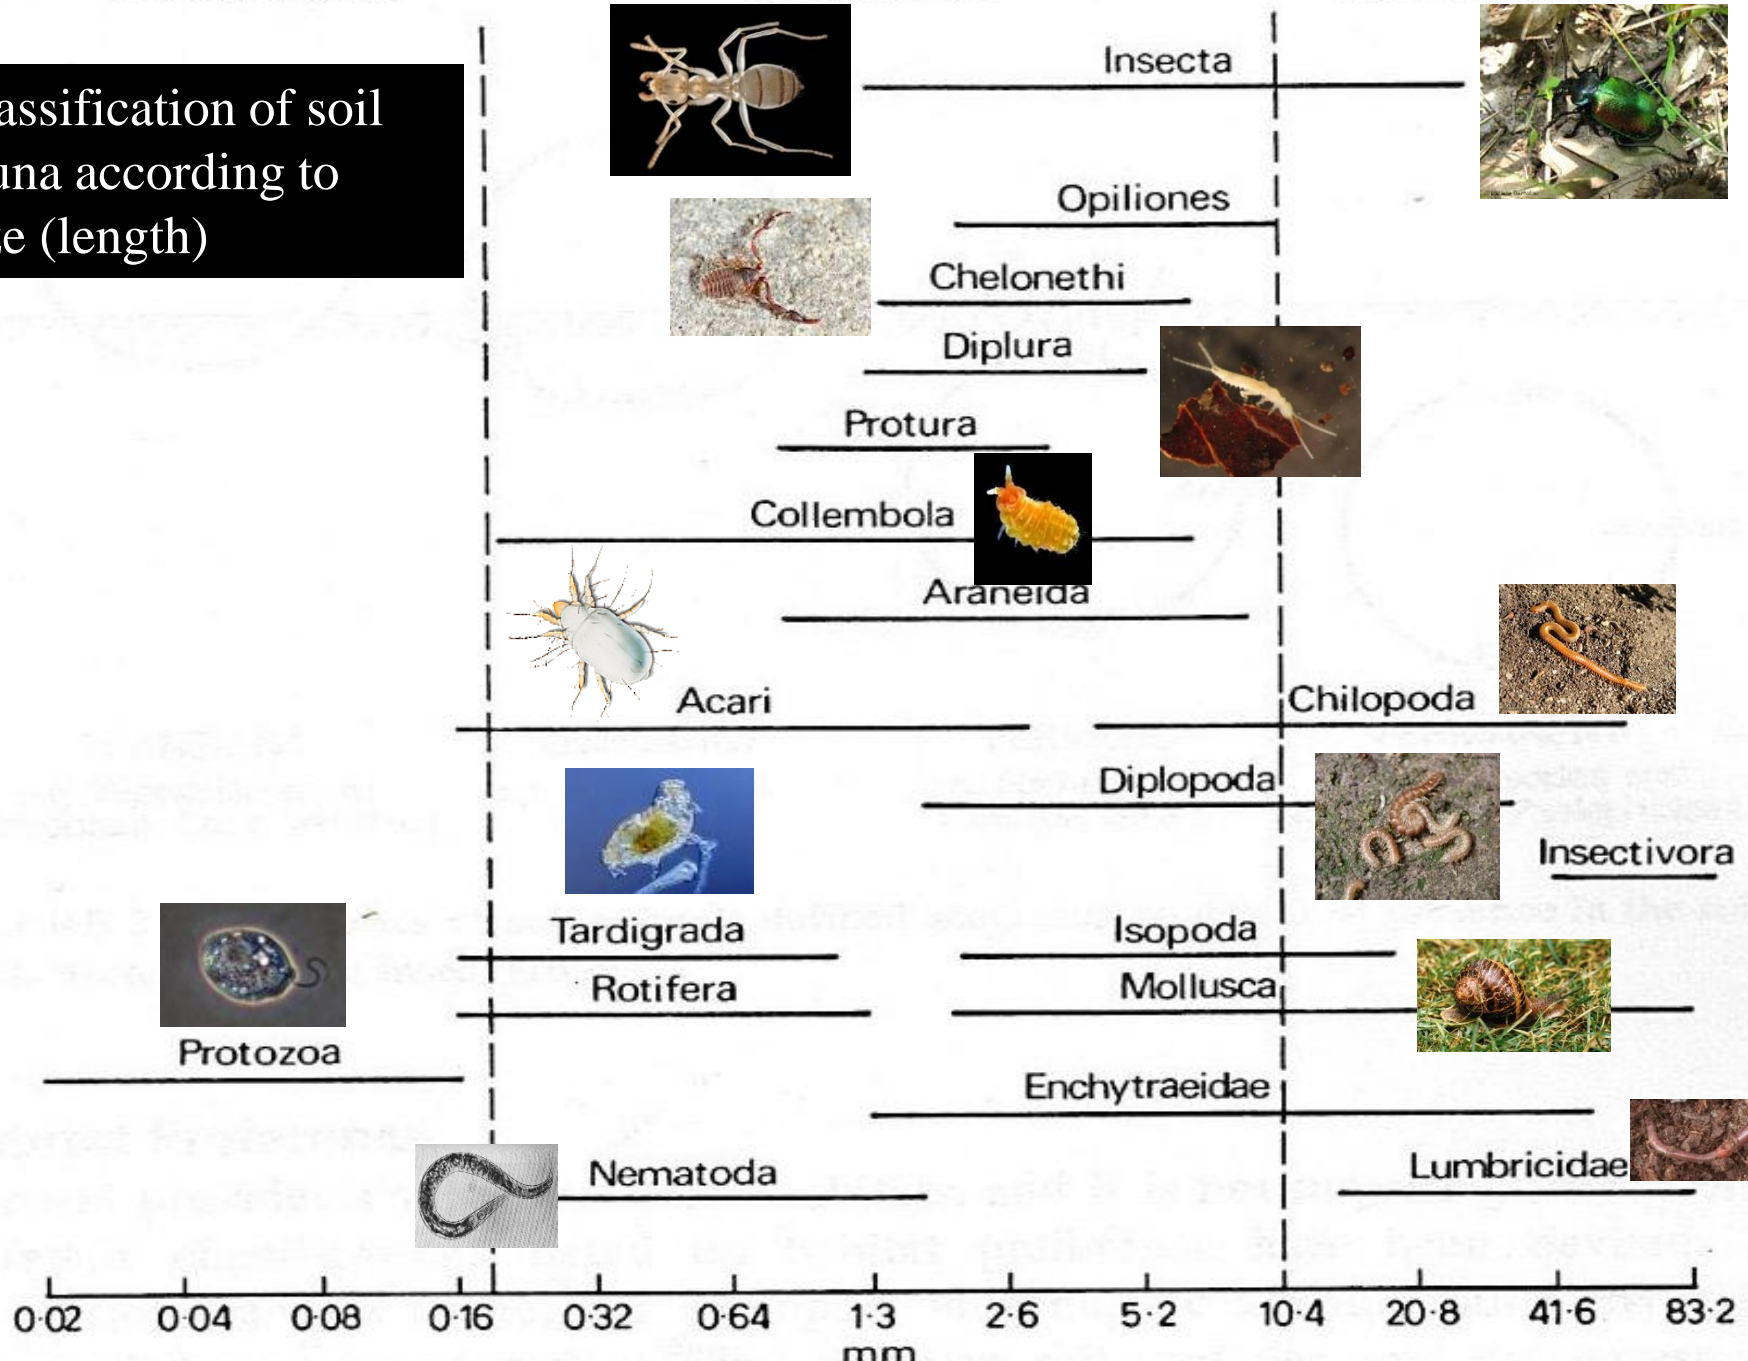 assification of soil
una according to
ze (length)
Insecta
Opiliones
Chelonethi
Diplura
Protura
Collembola
Araneida
Acari
Chilopoda
Diplopoda
Insectivora
Tardigrada
Isopoda
Rotifera
Mollusca
Protozoa
Enchytraeidae
Nematoda
Lumbricidae
0·02 0·04 0·08 0·16 0·32 0·64 1·3 2·6 5·2 10·4 20·8 41·6 83·2
mm